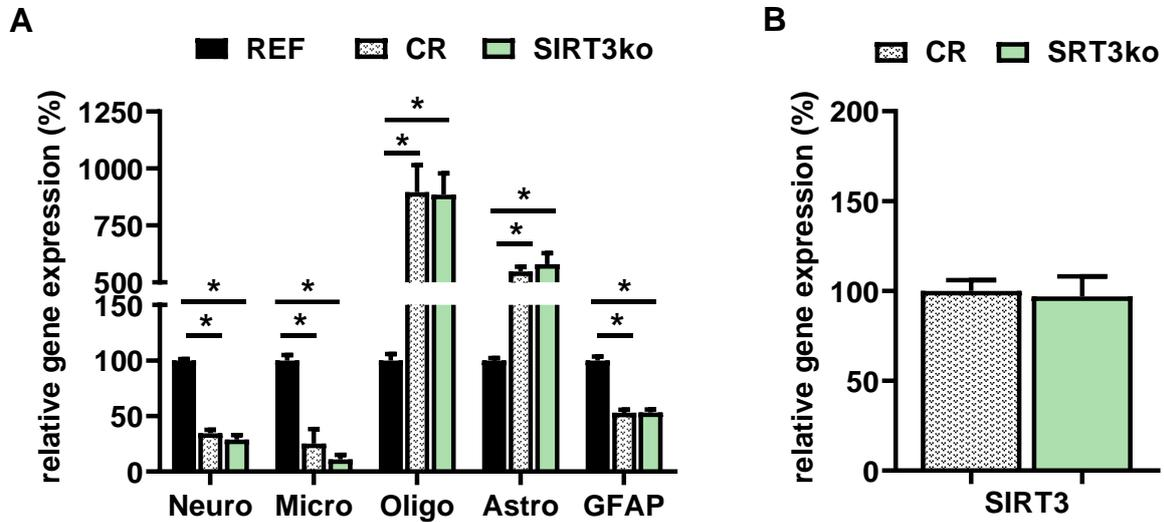 A
REF CR SIRT3ko
relative gene expression (%)
1250
1000
750
500
150
100
50
0
* * * * * * * * * *
Neuro Micro Oligo Astro GFAP
B
CR SRT3ko
relative gene expression (%)
200
150
100
50
0
SIRT3